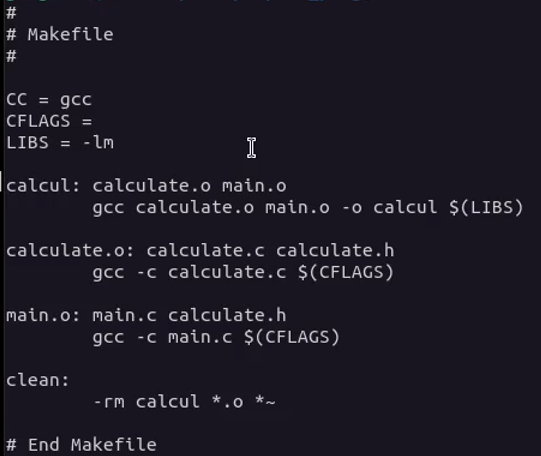 #
# Makefile
#
CC = gcc
CFLAGS =
LIBS = -lm
calcul: calculate.o main.o
gcc calculate.o main.o -o calcul $(LIBS)
calculate.o: calculate.c calculate.h
gcc -c calculate.c $(CFLAGS)
main.o: main.c calculate.h
gcc -c main.c $(CFLAGS)
clean:
-rm calcul *.o *~
# End Makefile